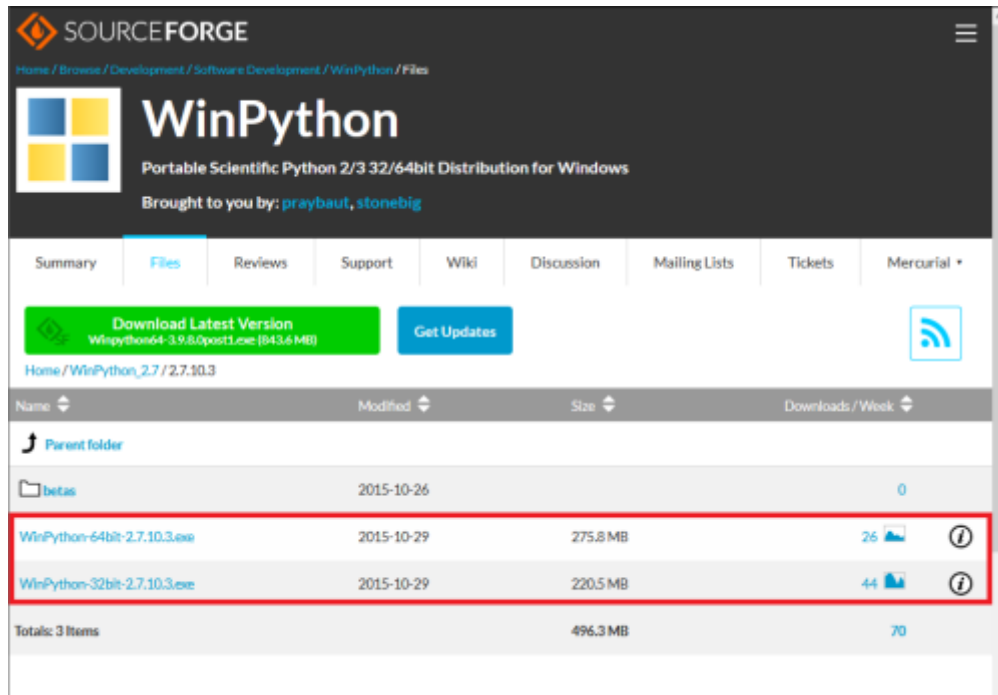 SOURCEFORGE
Home / Browse / Development / Software Development / WinPython / Files
WinPython
Portable Scientific Python 2/3 32/64bit Distribution for Windows
Brought to you by: praybaut, stonebig
Summary Files Reviews Support Wiki Discussion Mailing Lists Tickets Mercurial
Download Latest Version
Winpython64-3.9.8.0post1.exe (843.6 MB)
Get Updates
Home / WinPython_2.7 / 2.7.10.3
Name Modified Size Downloads / Week
Parent folder
betas 2015-10-26 0
WinPython-64bit-2.7.10.3.exe 2015-10-29 275.8 MB 26 i
WinPython-32bit-2.7.10.3.exe 2015-10-29 220.5 MB 44 i
Totals: 3 Items 496.3 MB 70